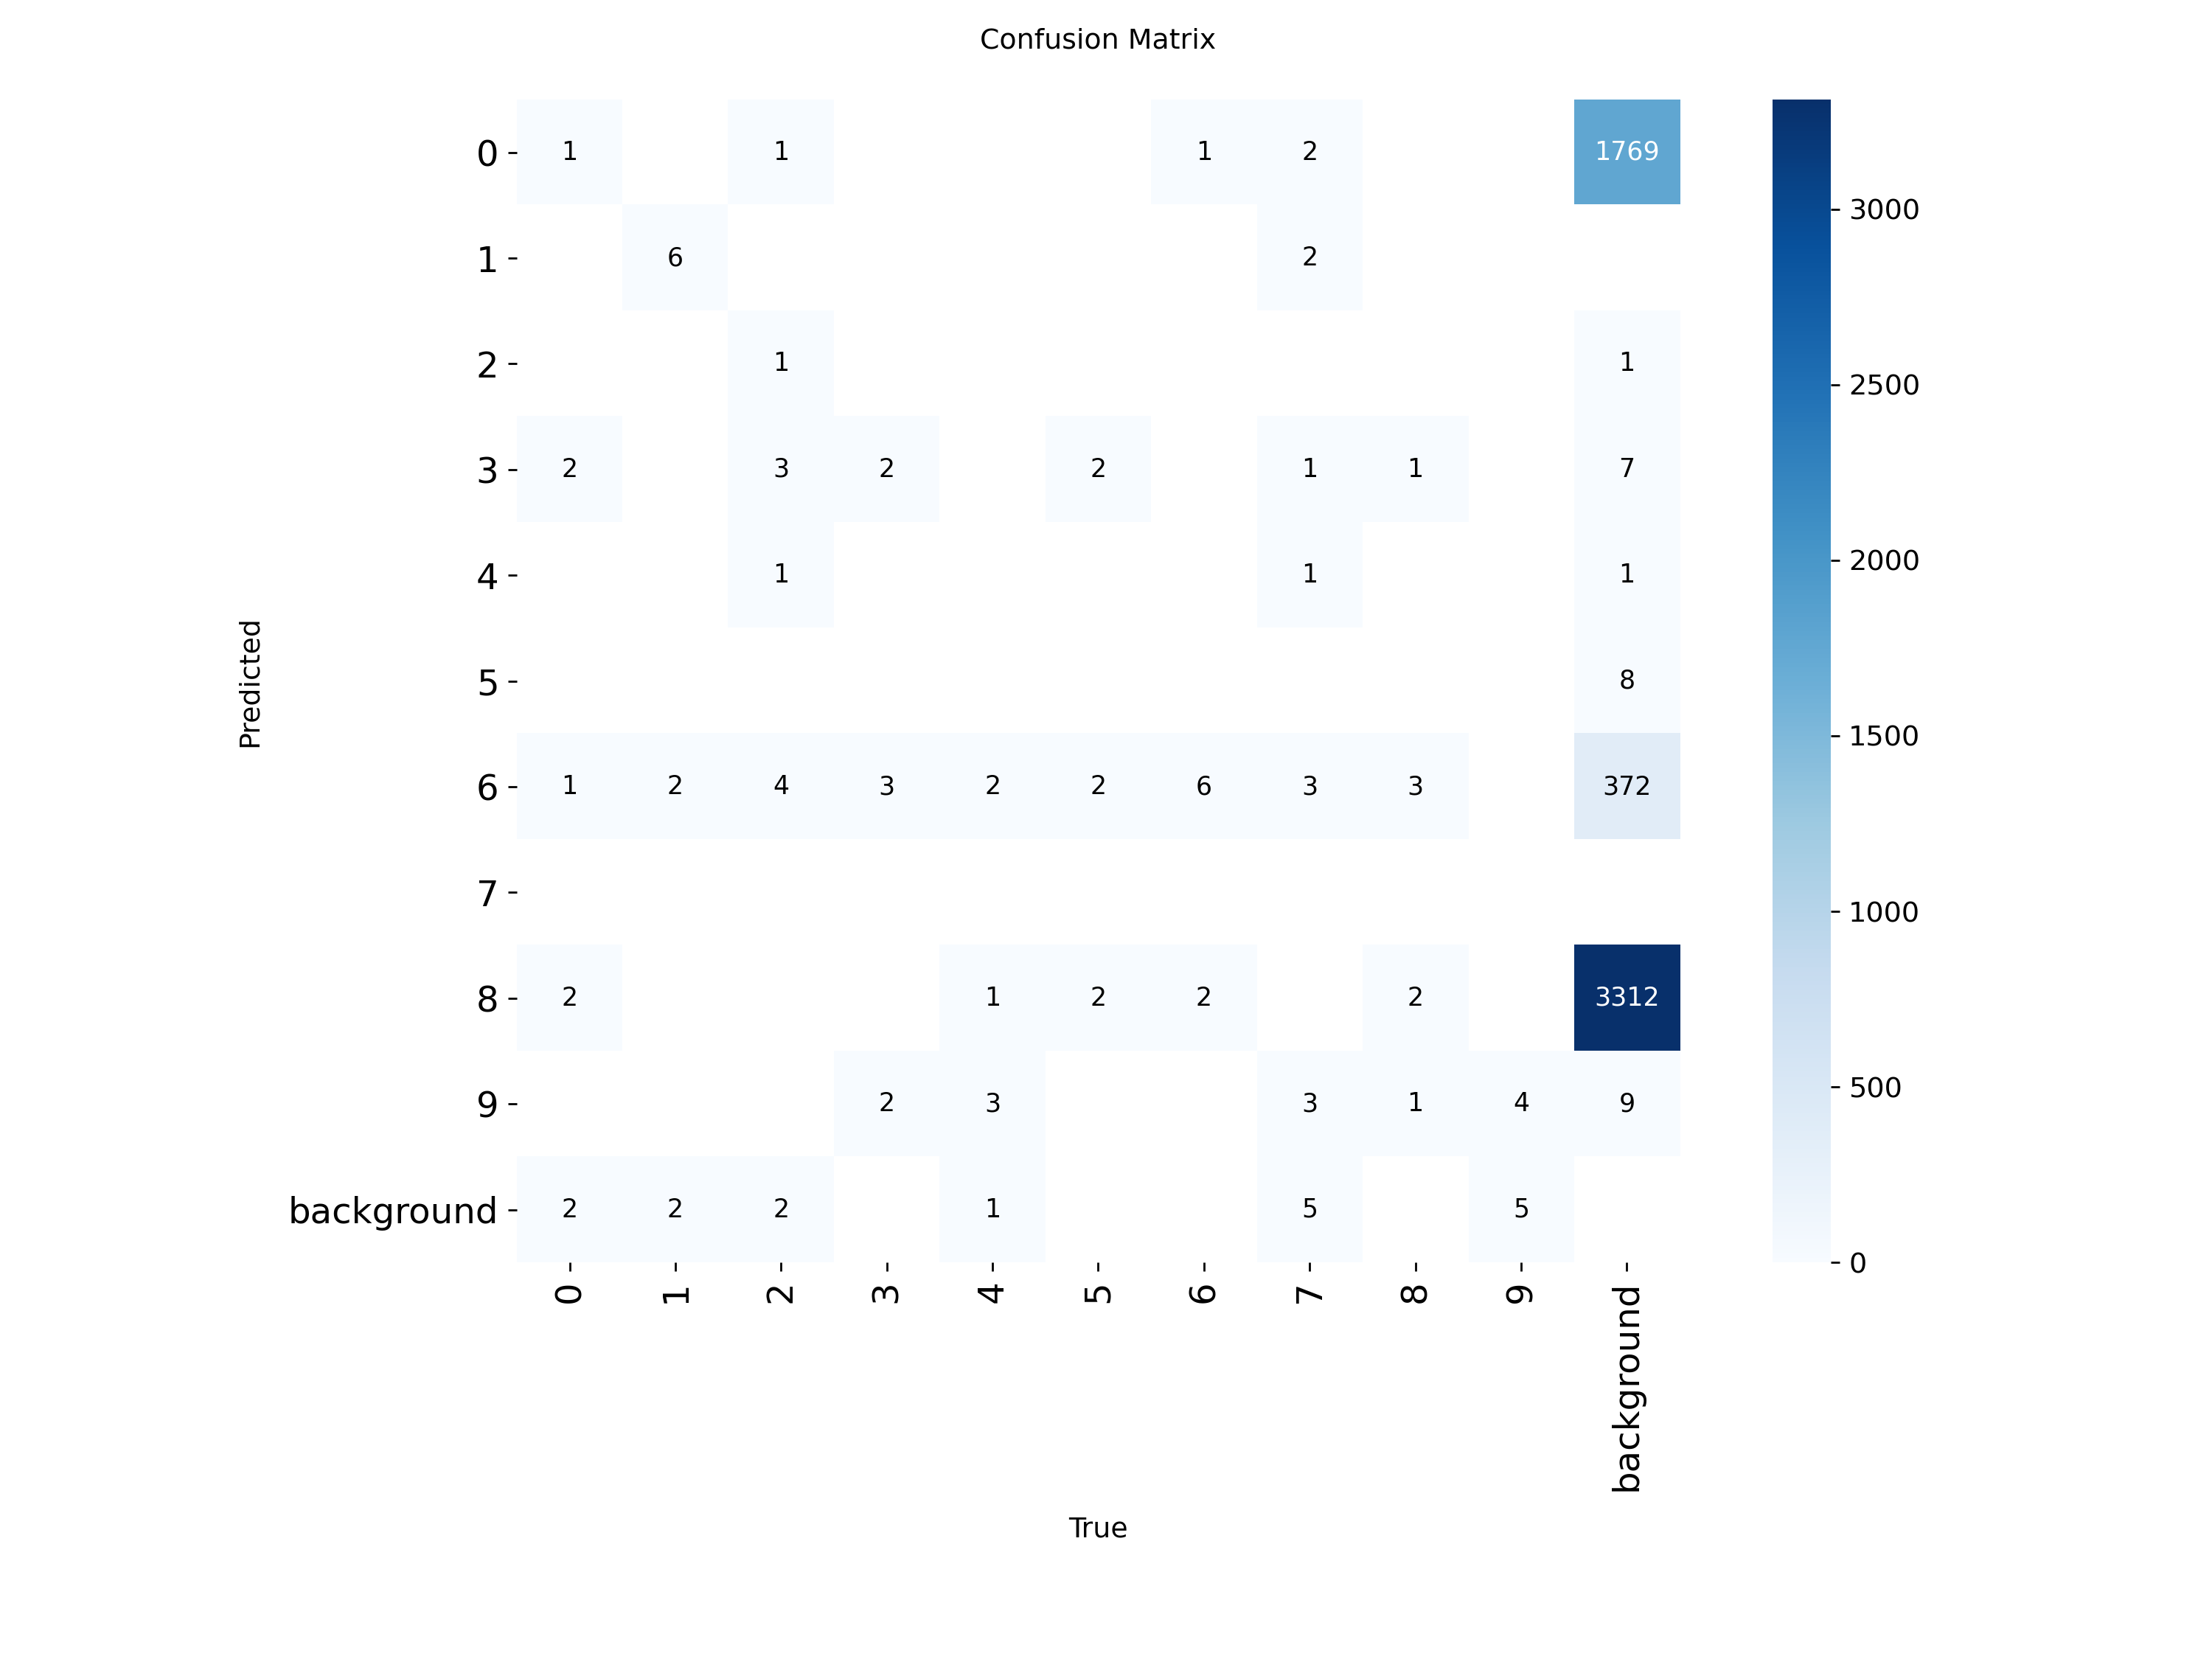 Confusion Matrix
0 1 1 1 2 1769
1 6 2
2 1 1
3 2 3 2 2 1 1 7
4 1 1 1
5 8
6 1 2 4 3 2 2 6 3 3 372
7
8 2 1 2 2 2 3312
9 2 3 3 1 4 9
background 2 2 2 1 5 5
0 1 2 3 4 5 6 7 8 9 background
True
Predicted
3000
2500
2000
1500
1000
500
0